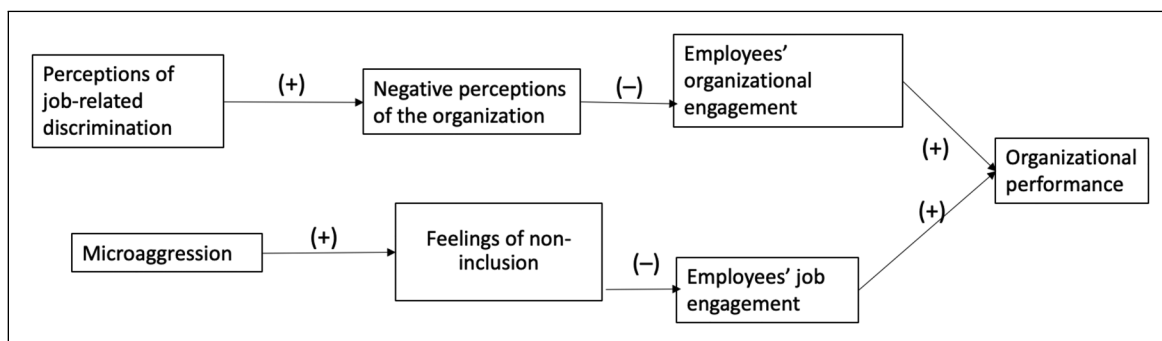 Perceptions of
job-related
discrimination
(+)
Negative perceptions
of the organization
(–)
Employees’
organizational
engagement
(+)
Organizational
performance
Microaggression
(+)
Feelings of non-
inclusion
(–)
Employees’ job
engagement
(+)